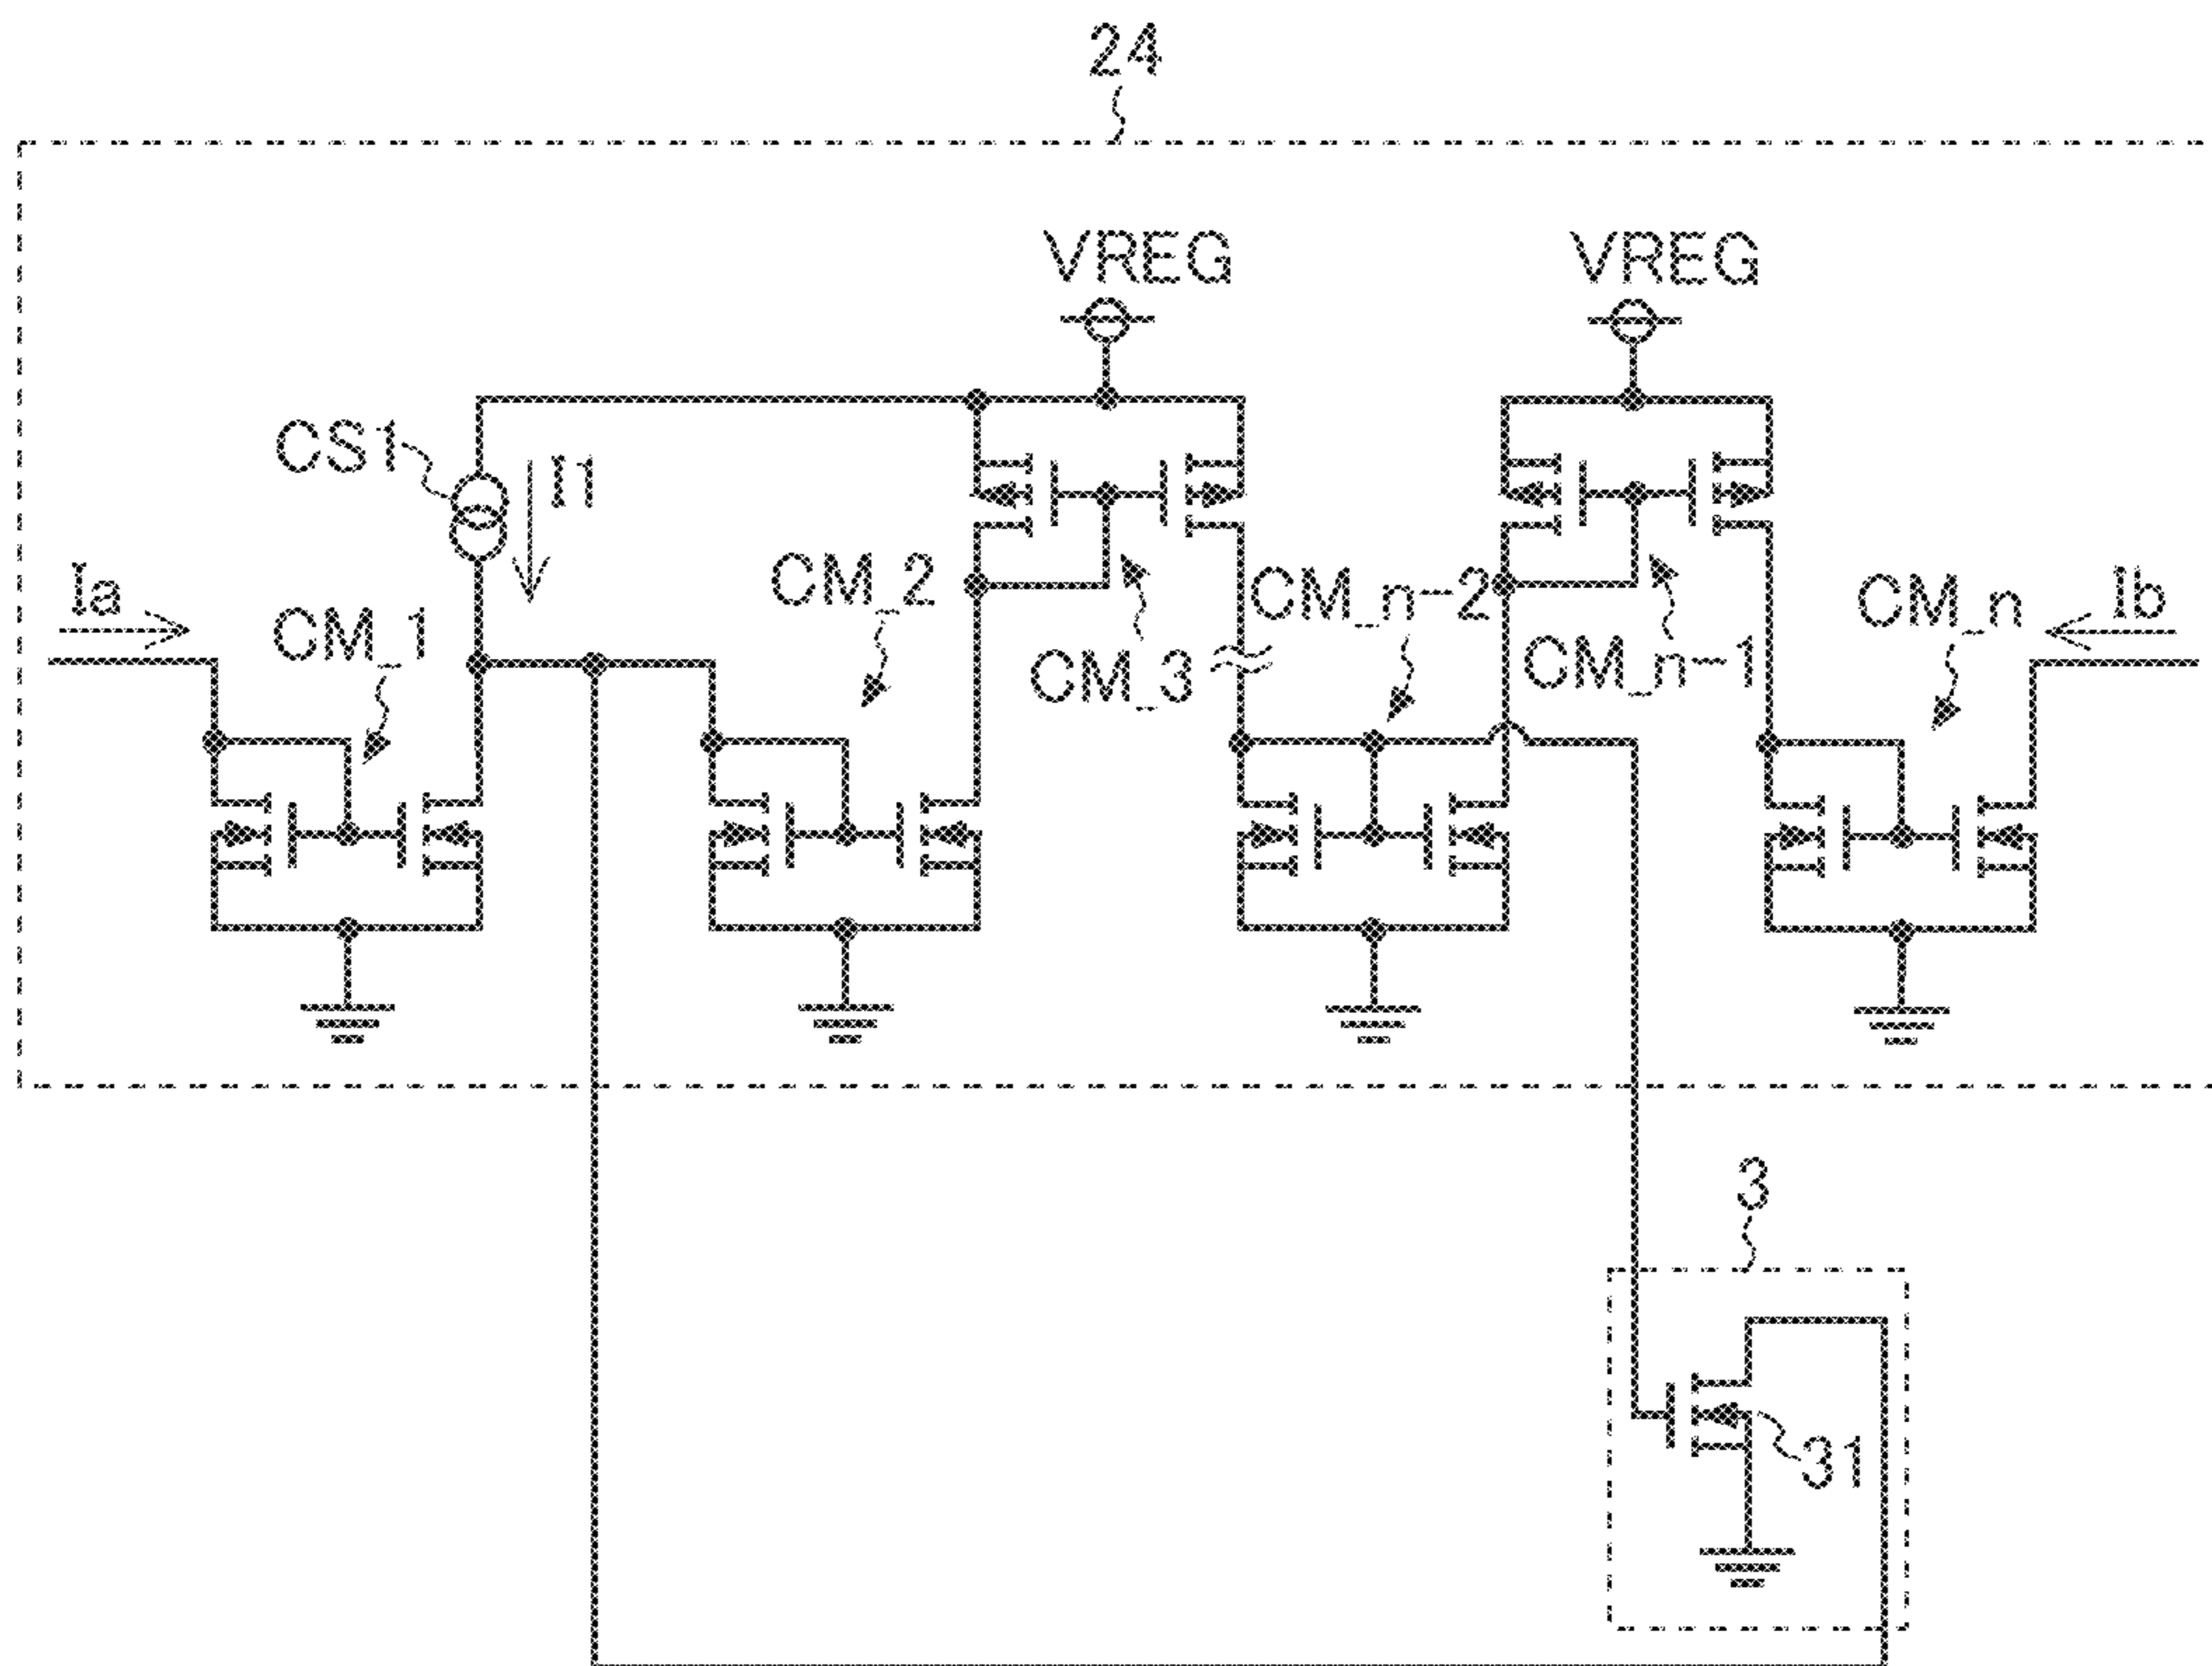 24
VREG
VREG
CS1
I1
Ia
CM_1
CM_2
CM_3
CM_n-2
CM_n-1
CM_n
Ib
3
31